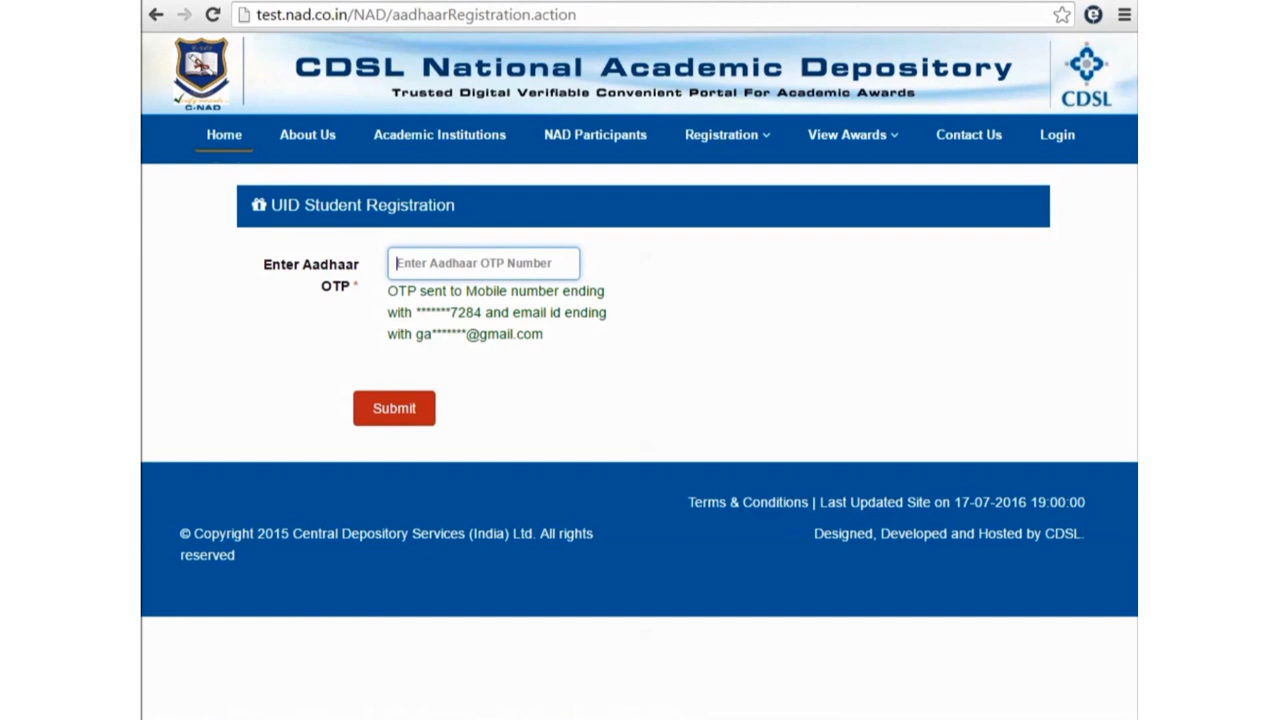 test.nad.co.in/NAD/aadhaarRegistration.action
CDSL National Academic Depository
Trusted Digital Verifiable Convenient Portal For Academic Awards
C-NAD
CDSL
Home About Us Academic Institutions NAD Participants Registration View Awards Contact Us Login
UID Student Registration
Enter Aadhaar
OTP *
Enter Aadhaar OTP Number
OTP sent to Mobile number ending
with *******7284 and email id ending
with ga*******@gmail.com
Submit
Terms & Conditions | Last Updated Site on 17-07-2016 19:00:00
© Copyright 2015 Central Depository Services (India) Ltd. All rights
reserved
Designed, Developed and Hosted by CDSL.